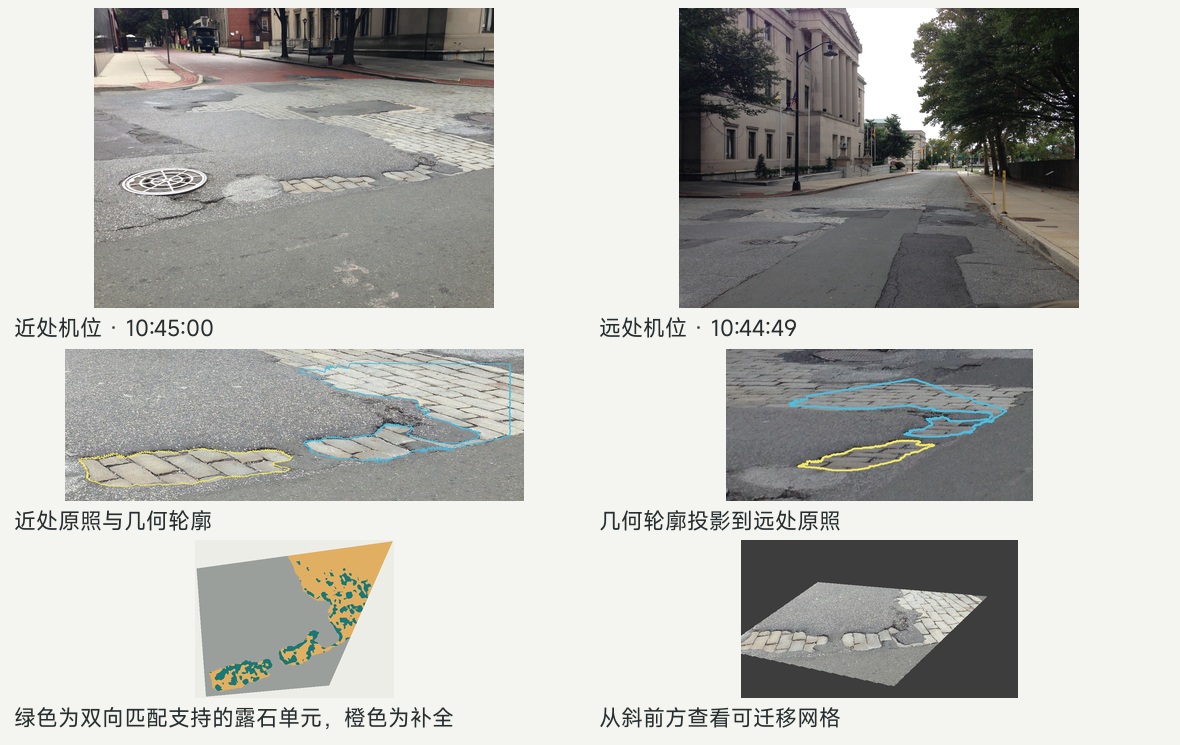 近处机位 · 10:45:00
远处机位 · 10:44:49
近处原照与几何轮廓
几何轮廓投影到远处原照
绿色为双向匹配支持的露石单元，橙色为补全
从斜前方查看可迁移网格